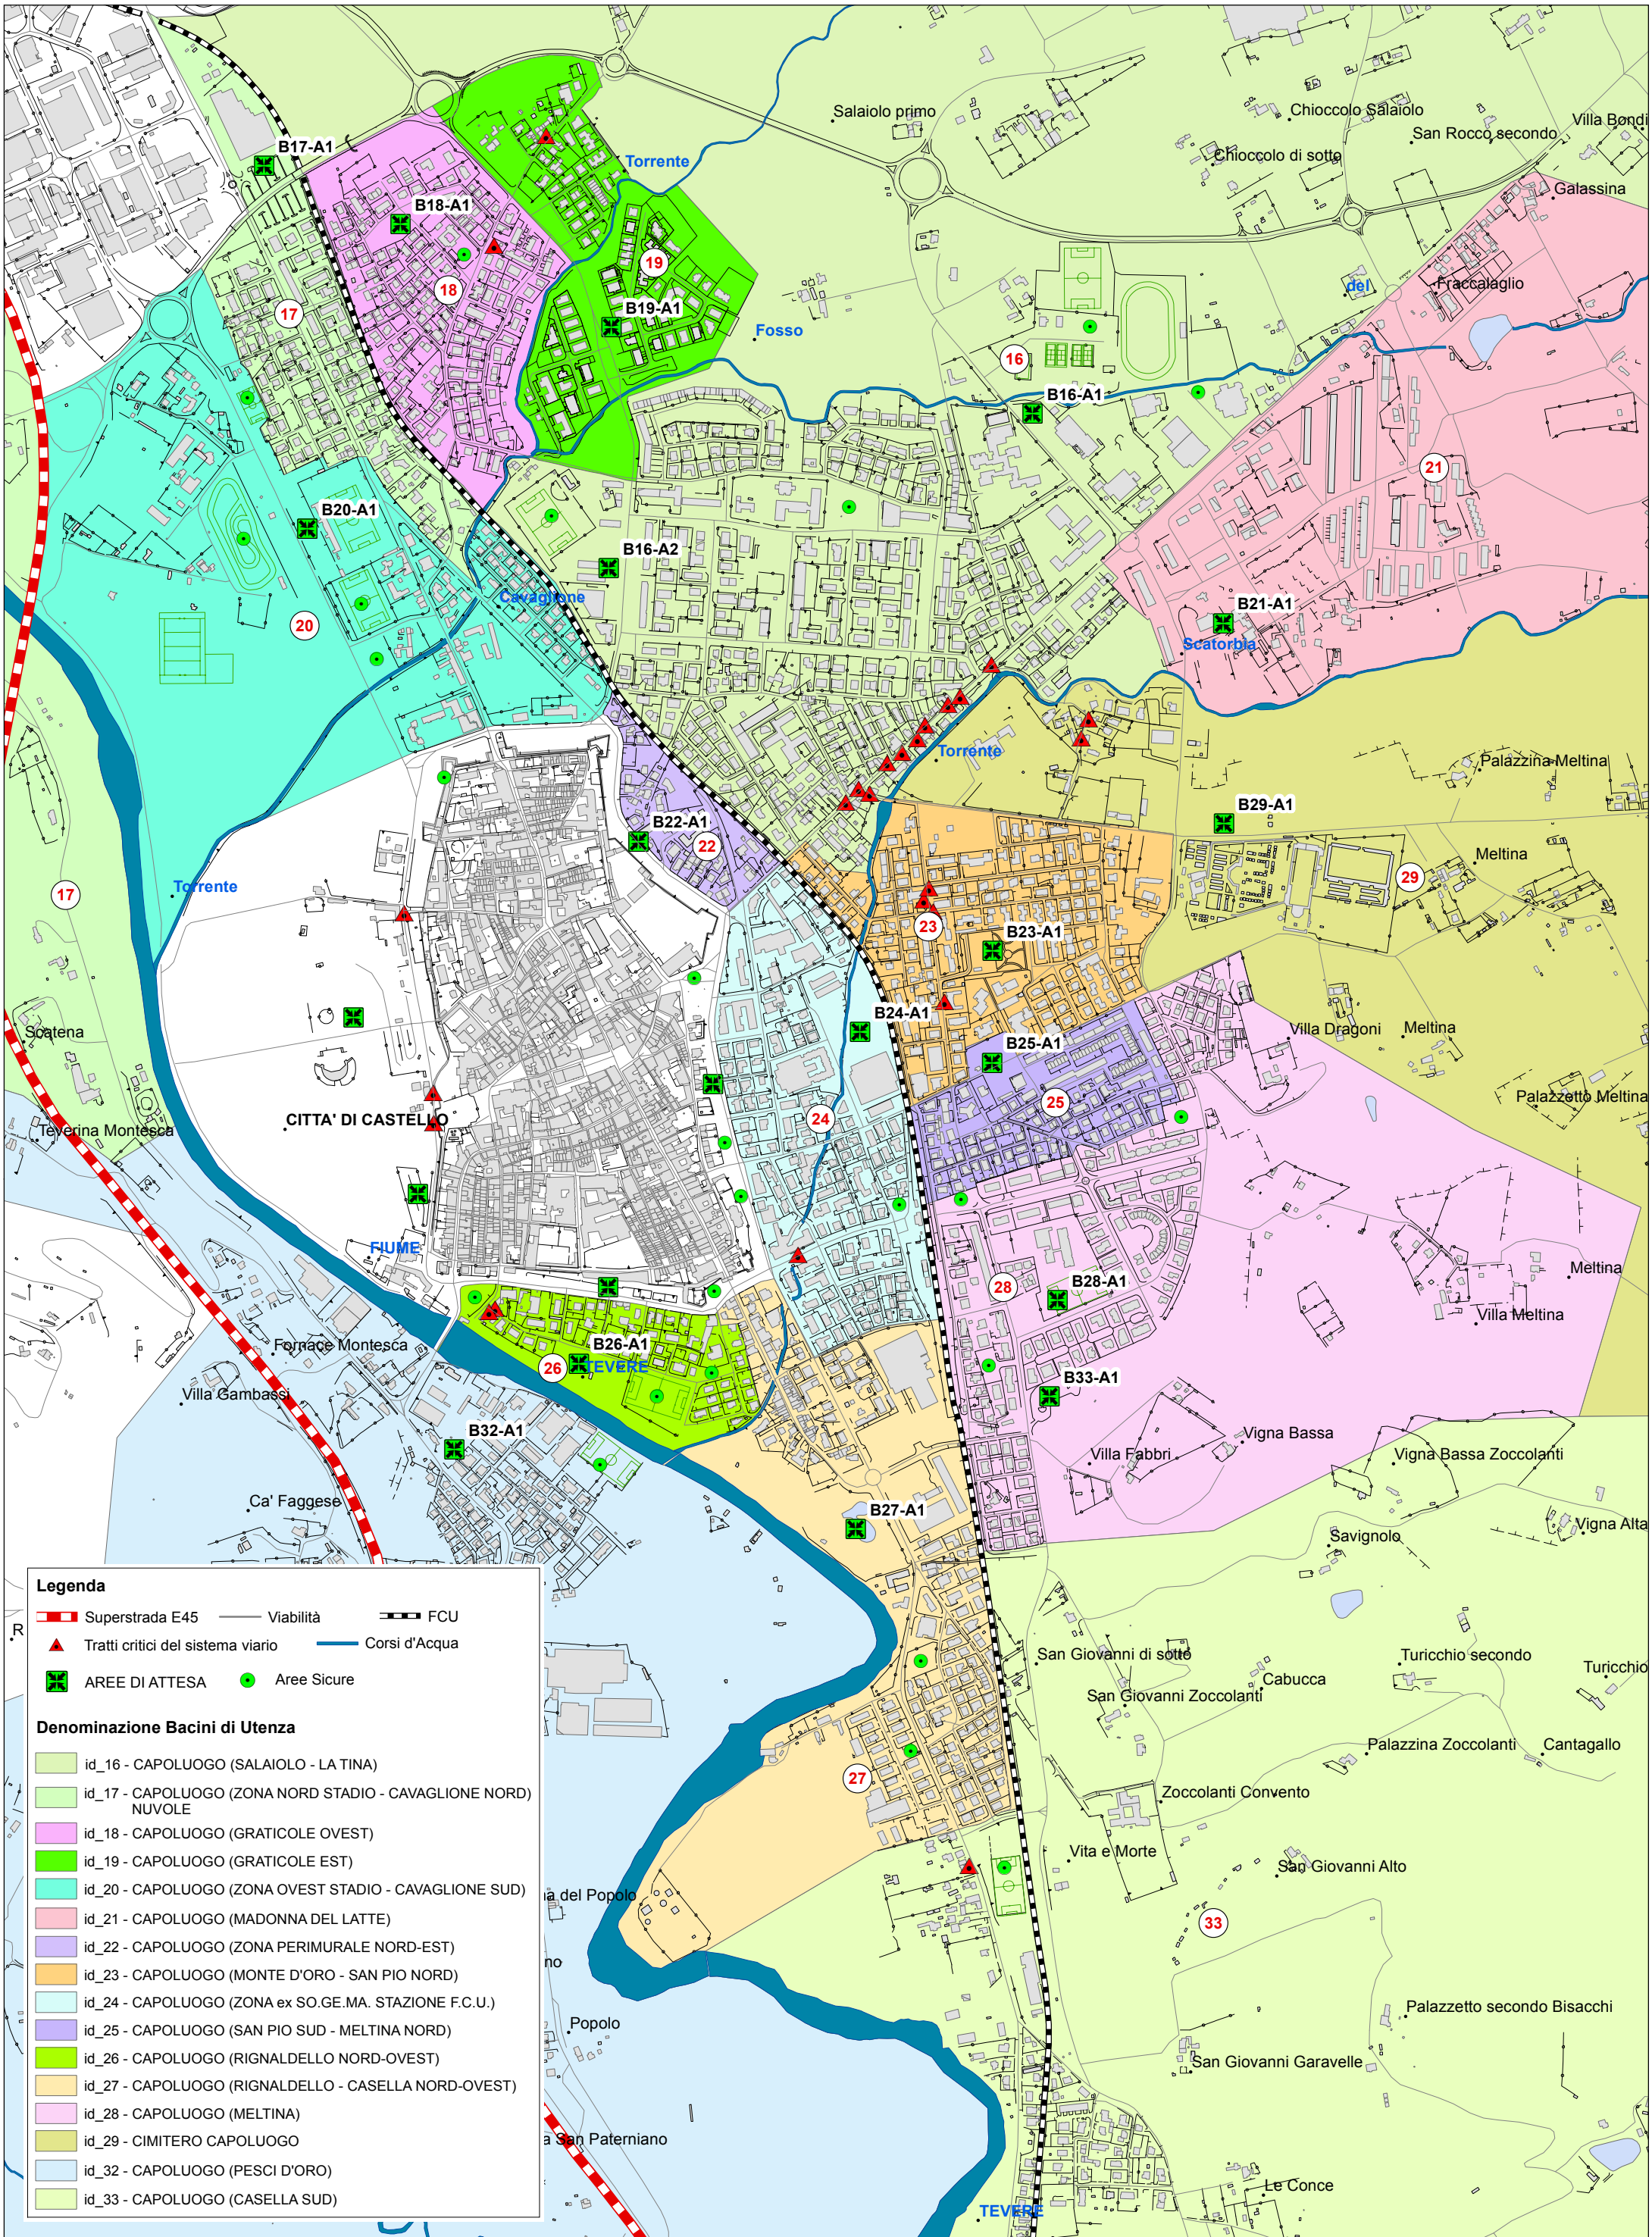 Salaiolo primo
Chioccolo Salaiolo
Villa Bondi
San Rocco secondo
B17-A1
Torrente
Chioccolo di sotto
Galassina
B18-A1
19
18
del
Fraccalaglio
17
B19-A1
Fosso
16
B16-A1
21
B20-A1
B16-A2
Cavaglione
B21-A1
20
Scatorbia
Torrente
Palazzina Meltina
B29-A1
B22-A1
22
Meltina
29
Torrente
17
23
B23-A1
Scatena
B24-A1
Villa Dragoni
Meltina
B25-A1
25
Palazzetto Meltina
CITTA' DI CASTELLO
24
Teverina Montesca
FIUME
Meltina
B28-A1
28
Villa Meltina
Fornace Montesca
B26-A1
26
TEVERE
Villa Gambassi
B33-A1
B32-A1
Vigna Bassa
Villa Fabbri
Vigna Bassa Zoccolanti
Ca' Faggese
B27-A1
Vigna Alta
Savignolo
Legenda
Superstrada E45
Viabilità
FCU
R
Tratti critici del sistema viario
Corsi d'Acqua
AREE DI ATTESA
Aree Sicure
San Giovanni di sotto
Turicchio secondo
Turicchio
Cabucca
San Giovanni Zoccolanti
Denominazione Bacini di Utenza
Palazzina Zoccolanti
Cantagallo
id_16 - CAPOLUOGO (SALAIOLO - LA TINA)
27
id_17 - CAPOLUOGO (ZONA NORD STADIO - CAVAGLIONE NORD)
NUVOLE
Zoccolanti Convento
id_18 - CAPOLUOGO (GRATICOLE OVEST)
Vita e Morte
id_19 - CAPOLUOGO (GRATICOLE EST)
San Giovanni Alto
id_20 - CAPOLUOGO (ZONA OVEST STADIO - CAVAGLIONE SUD)
na del Popolo
id_21 - CAPOLUOGO (MADONNA DEL LATTE)
33
id_22 - CAPOLUOGO (ZONA PERIMURALE NORD-EST)
no
id_23 - CAPOLUOGO (MONTE D'ORO - SAN PIO NORD)
id_24 - CAPOLUOGO (ZONA ex SO.GE.MA. STAZIONE F.C.U.)
Palazzetto secondo Bisacchi
Popolo
id_25 - CAPOLUOGO (SAN PIO SUD - MELTINA NORD)
id_26 - CAPOLUOGO (RIGNALDELLO NORD-OVEST)
San Giovanni Garavelle
id_27 - CAPOLUOGO (RIGNALDELLO - CASELLA NORD-OVEST)
id_28 - CAPOLUOGO (MELTINA)
id_29 - CIMITERO CAPOLUOGO
a San Paterniano
id_32 - CAPOLUOGO (PESCI D'ORO)
Le Conce
id_33 - CAPOLUOGO (CASELLA SUD)
TEVERE